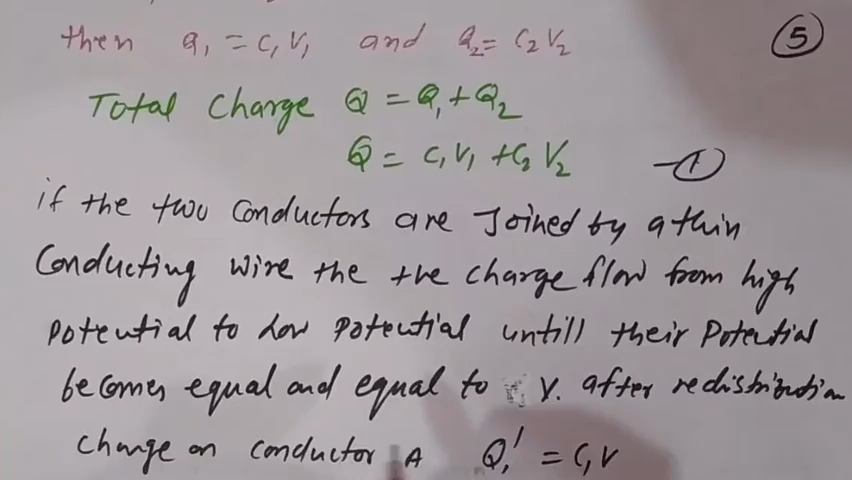 then Q₁ = C₁V₁ and Q₂ = C₂V₂
5
Total Charge Q = Q₁ + Q₂
Q = C₁V₁ + C₂V₂ —1
if the two conductors are Joined by a thin
Conducting wire the +ve charge flow from high
Potential to low Potential untill their Potential
becomes equal and equal to V. after redistribution
Charge on conductor A Q₁' = C₁V